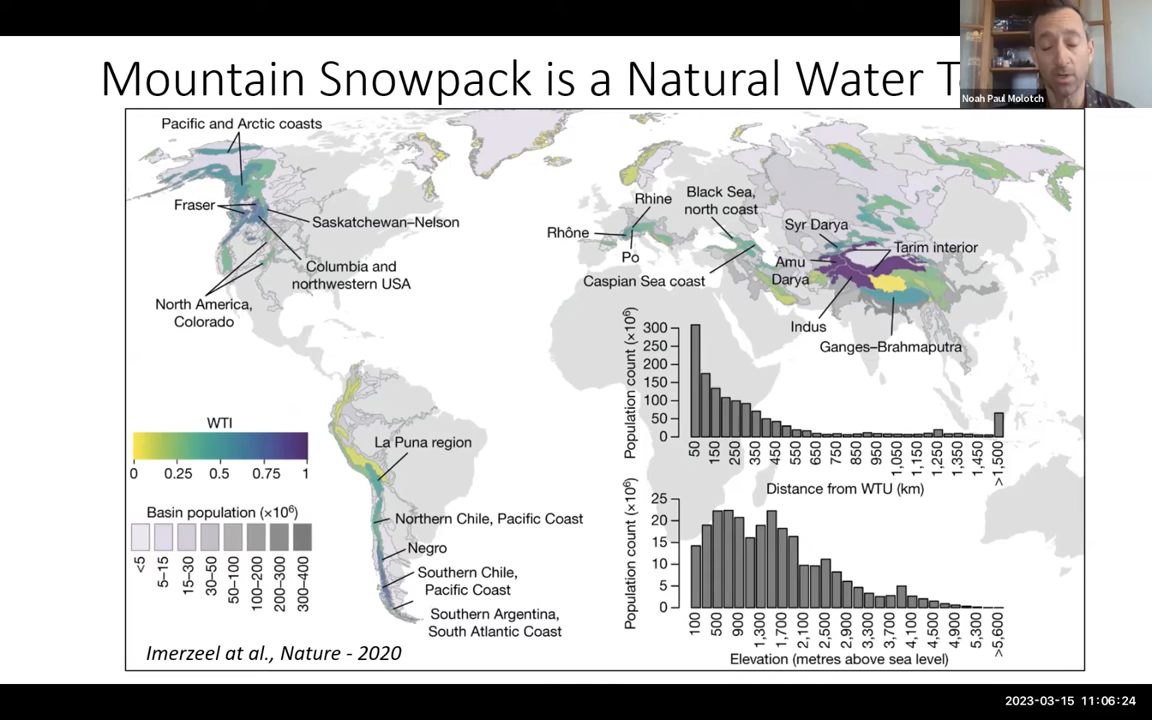 Mountain Snowpack is a Natural Water T
Noah Paul Molotch
Pacific and Arctic coasts
Fraser
Saskatchewan–Nelson
Columbia and
northwestern USA
North America,
Colorado
Rhine
Rhône
Po
Black Sea,
north coast
Caspian Sea coast
Syr Darya
Amu
Darya
Tarim interior
Indus
Ganges–Brahmaputra
WTI
0 0.25 0.5 0.75 1
Basin population (×10⁶)
<5 5–15 15–30 30–50 50–100 100–200 200–300 300–400
La Puna region
Northern Chile, Pacific Coast
Negro
Southern Chile,
Pacific Coast
Southern Argentina,
South Atlantic Coast
Population count (×10⁶)
300
250
200
150
100
50
0
50 150 250 350 450 550 650 750 850 950 1,050 1,150 1,250 1,350 1,450 >1,500
Distance from WTU (km)
Population count (×10⁶)
25
20
15
10
5
0
100 500 900 1,300 1,700 2,100 2,500 2,900 3,300 3,700 4,100 4,500 4,900 5,300 >5,600
Elevation (metres above sea level)
Imerzeel at al., Nature - 2020
2023-03-15 11:06:24